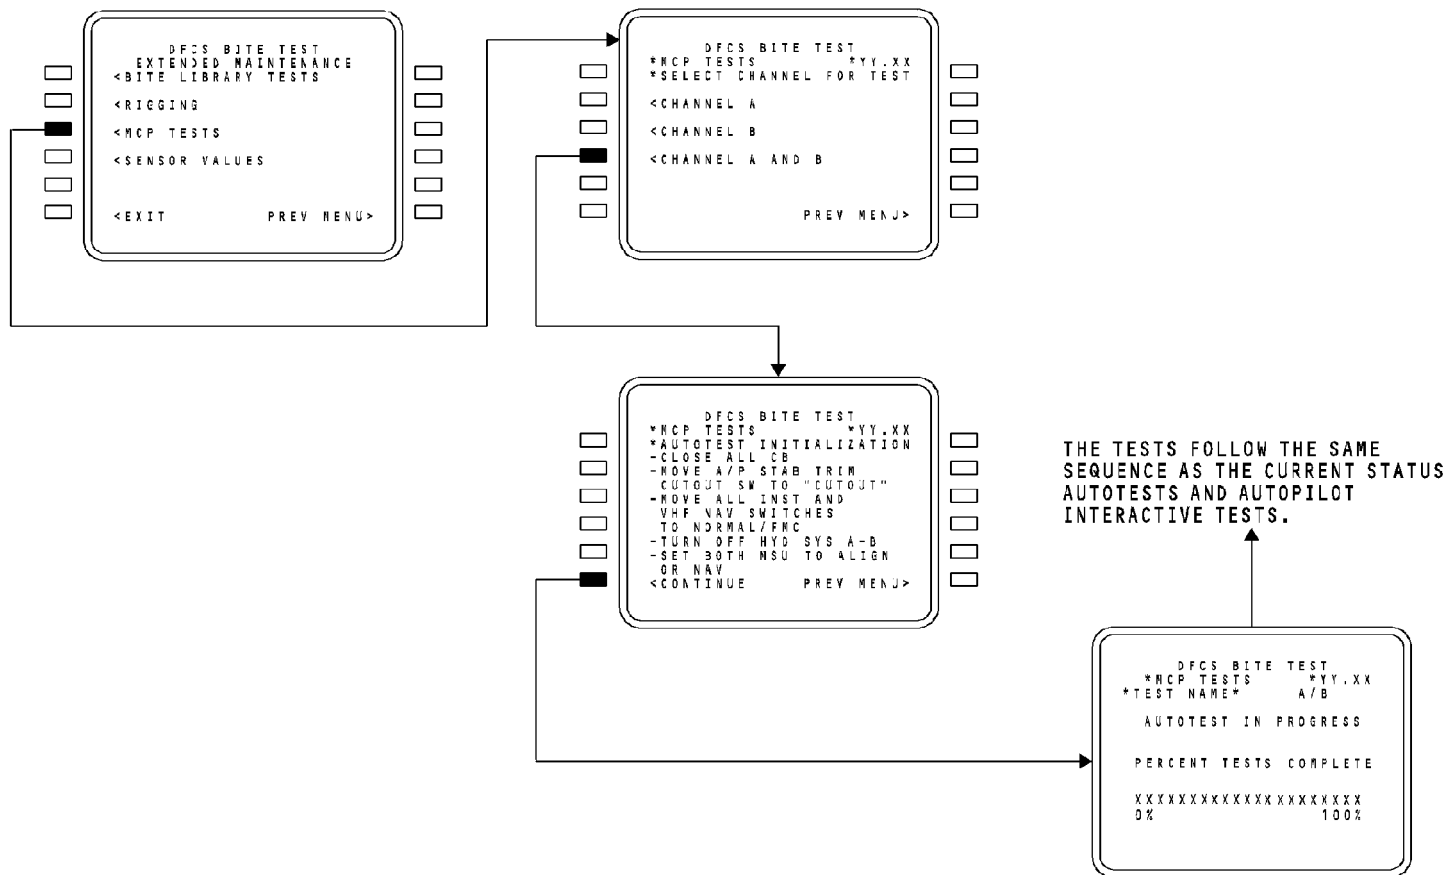 DFCS BITE TEST
EXTENDED MAINTENANCE
<BITE LIBRARY TESTS
<RIGGING
<MCP TESTS
<SENSOR VALUES
<EXIT PREV MENU>
DFCS BITE TEST
*MCP TESTS *YY.XX
*SELECT CHANNEL FOR TEST
<CHANNEL A
<CHANNEL B
<CHANNEL A AND B
PREV MENU>
DFCS BITE TEST
*MCP TESTS *YY.XX
*AUTOTEST INITIALIZATION
-CLOSE ALL CB
-MOVE A/P STAB TRIM
CUTOUT SW TO "CUTOUT"
-MOVE ALL INST AND
VHF NAV SWITCHES
TO NORMAL/FMC
-TURN OFF HYD SYS A-B
-SET BOTH MSU TO ALIGN
OR NAV
<CONTINUE PREV MENU>
THE TESTS FOLLOW THE SAME
SEQUENCE AS THE CURRENT STATUS
AUTOTESTS AND AUTOPILOT
INTERACTIVE TESTS.
DFCS BITE TEST
*MCP TESTS *YY.XX
*TEST NAME* A/B
AUTOTEST IN PROGRESS
PERCENT TESTS COMPLETE
XXXXXXXXXXXXXXXXXXXXX
0% 100%